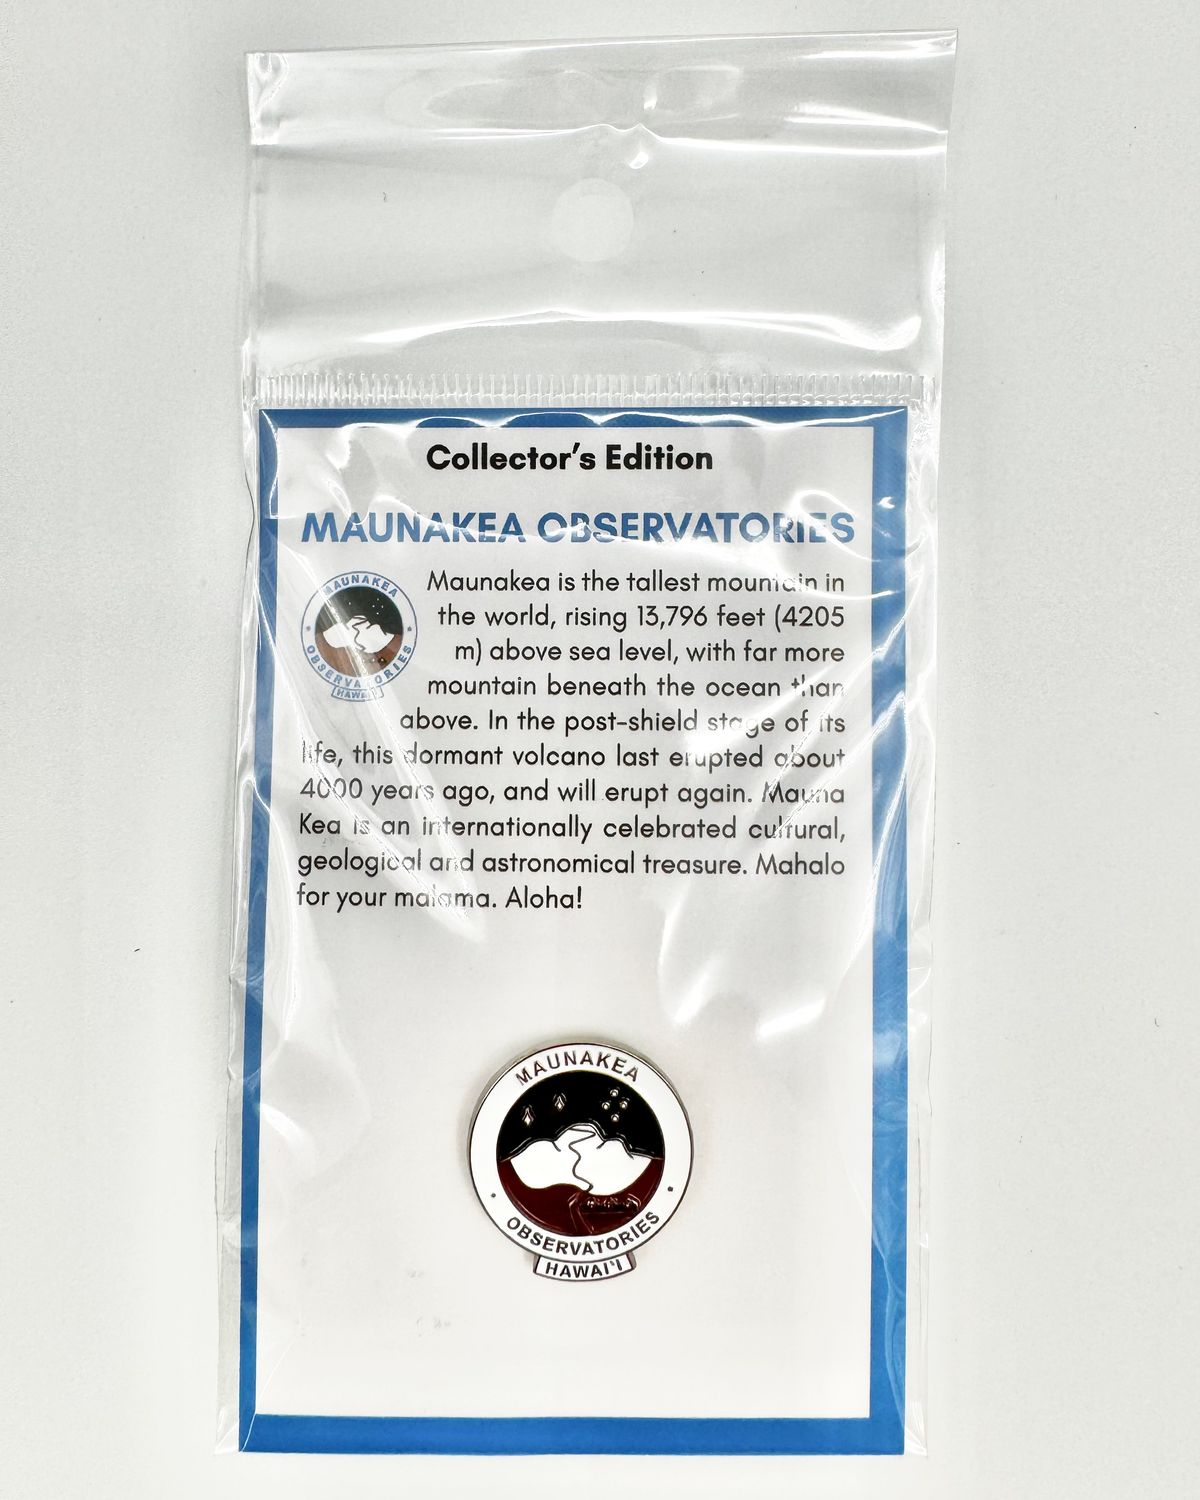 Collector's Edition
MAUNAKEA OBSERVATORIES
MAUNAKEA
OBSERVATORIES
HAWAI'I
Maunakea is the tallest mountain in
the world, rising 13,796 feet (4205
m) above sea level, with far more
mountain beneath the ocean than
above. In the post-shield stage of its
life, this dormant volcano last erupted about
4000 years ago, and will erupt again. Mauna
Kea is an internationally celebrated cultural,
geological and astronomical treasure. Mahalo
for your malama. Aloha!
MAUNAKEA
OBSERVATORIES
HAWAI'I